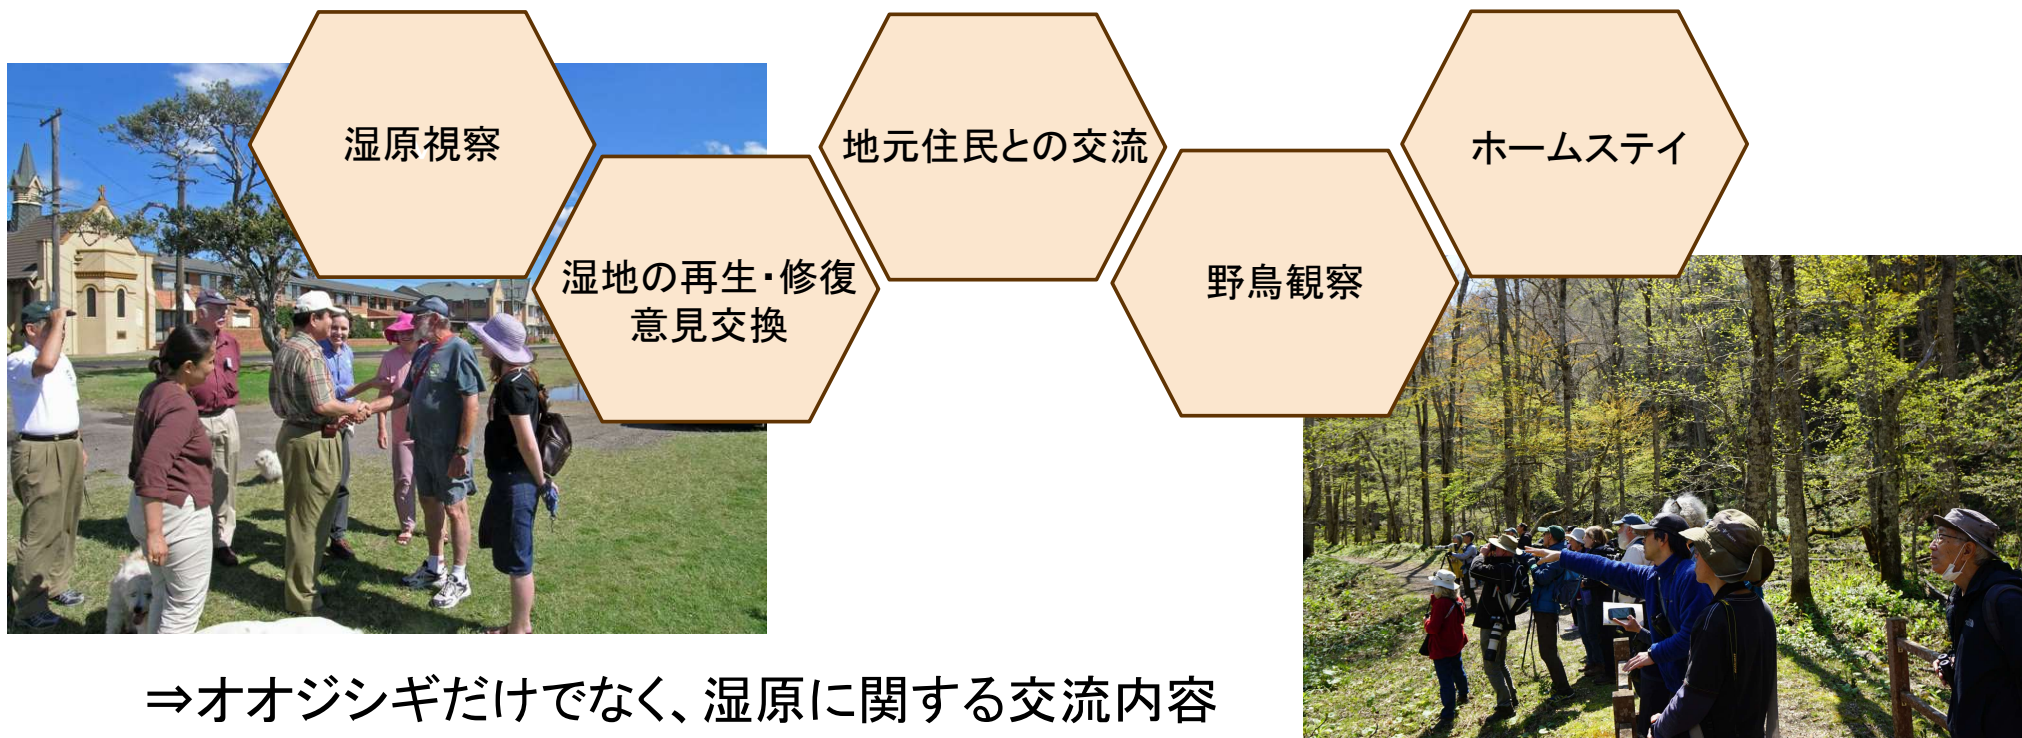 湿原視察
湿地の再生・修復
意見交換
地元住民との交流
野鳥観察
ホームステイ
⇒オオジシギだけでなく、湿原に関する交流内容